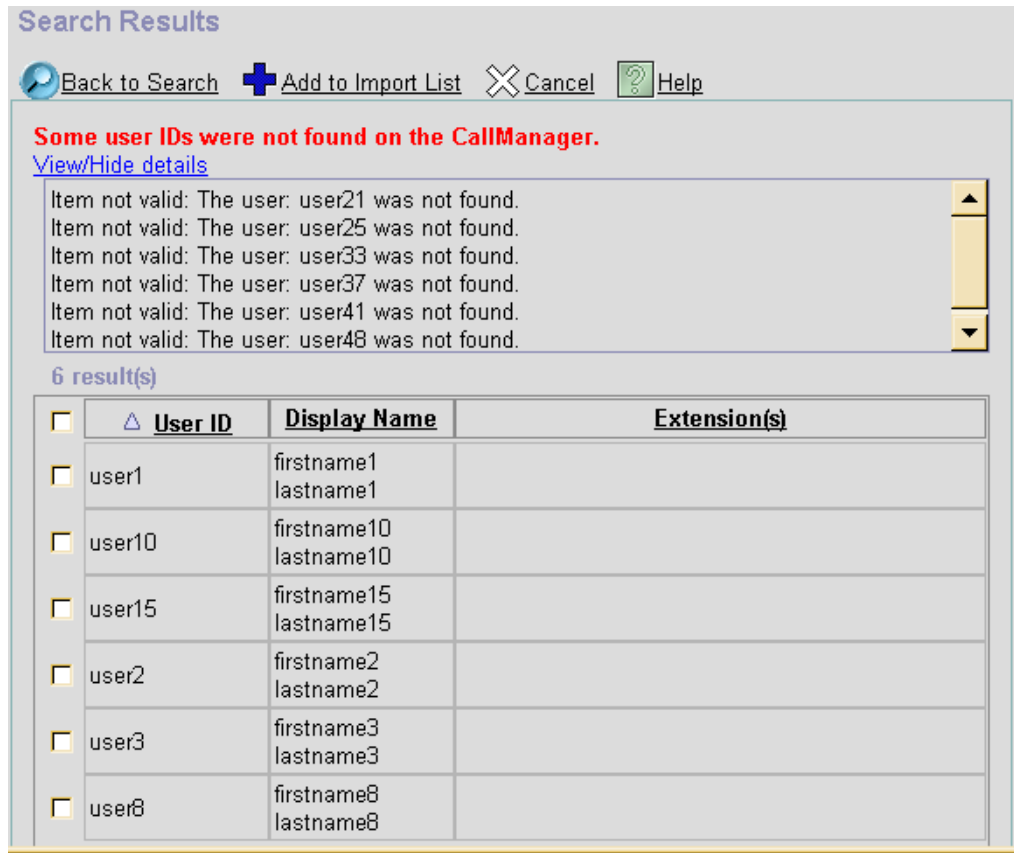 Search Results
Back to Search Add to Import List Cancel ? Help
Some user IDs were not found on the CallManager.
View/Hide details
Item not valid: The user: user21 was not found.
Item not valid: The user: user25 was not found.
Item not valid: The user: user33 was not found.
Item not valid: The user: user37 was not found.
Item not valid: The user: user41 was not found.
Item not valid: The user: user48 was not found.
6 result(s)
User ID Display Name Extension(s)
user1 firstname1
lastname1
user10 firstname10
lastname10
user15 firstname15
lastname15
user2 firstname2
lastname2
user3 firstname3
lastname3
user8 firstname8
lastname8